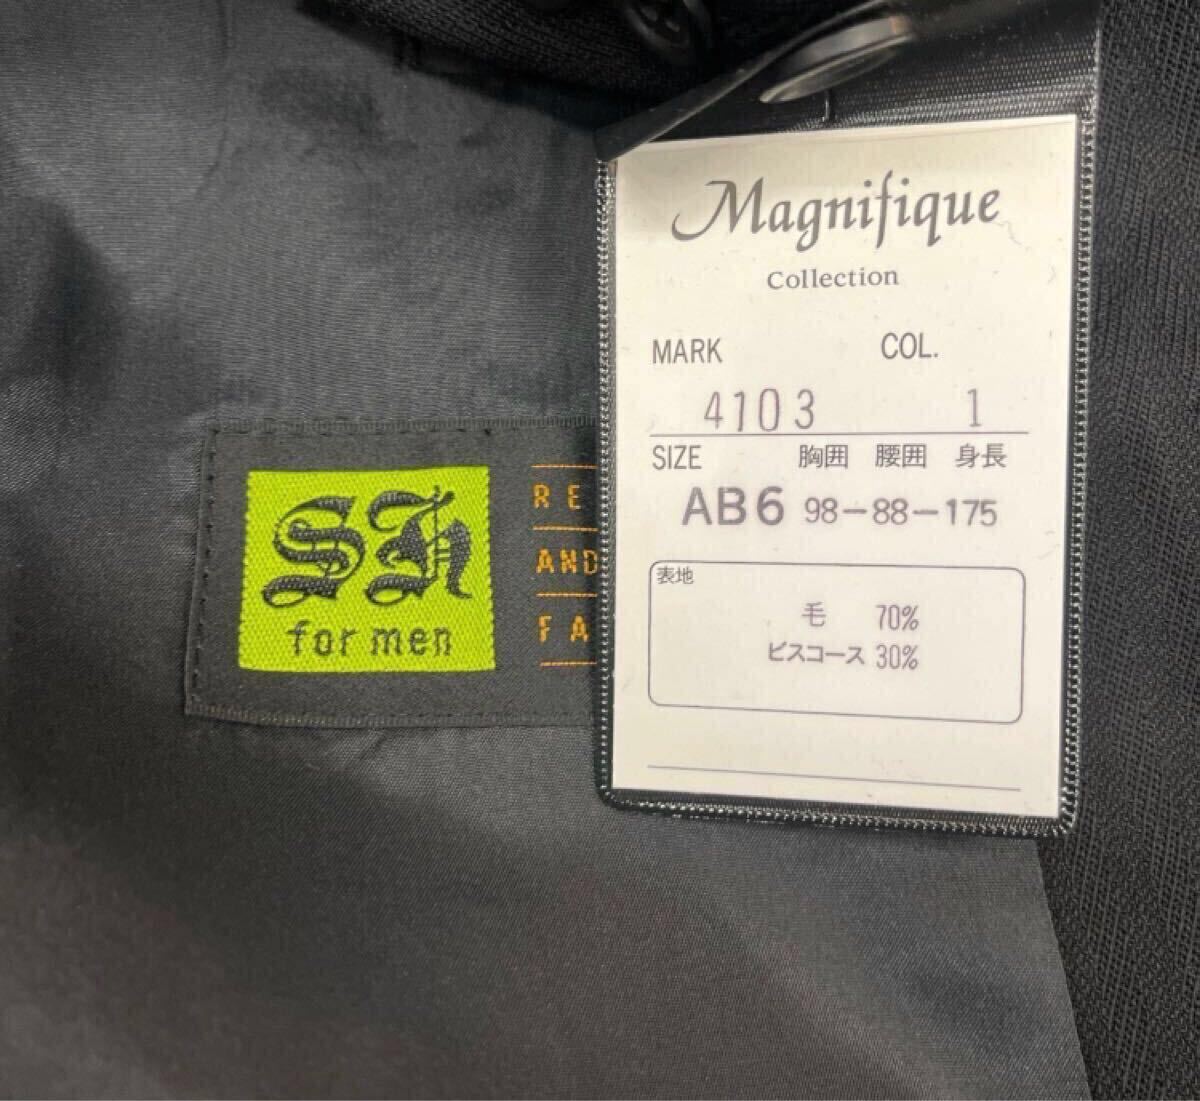 Magnifique
Collection
MARK COL.
4103 1
SIZE 胸囲 腰囲 身長
AB6 98-88-175
表地
毛 70%
ビスコース 30%
SH
for men
RE
AND
FA